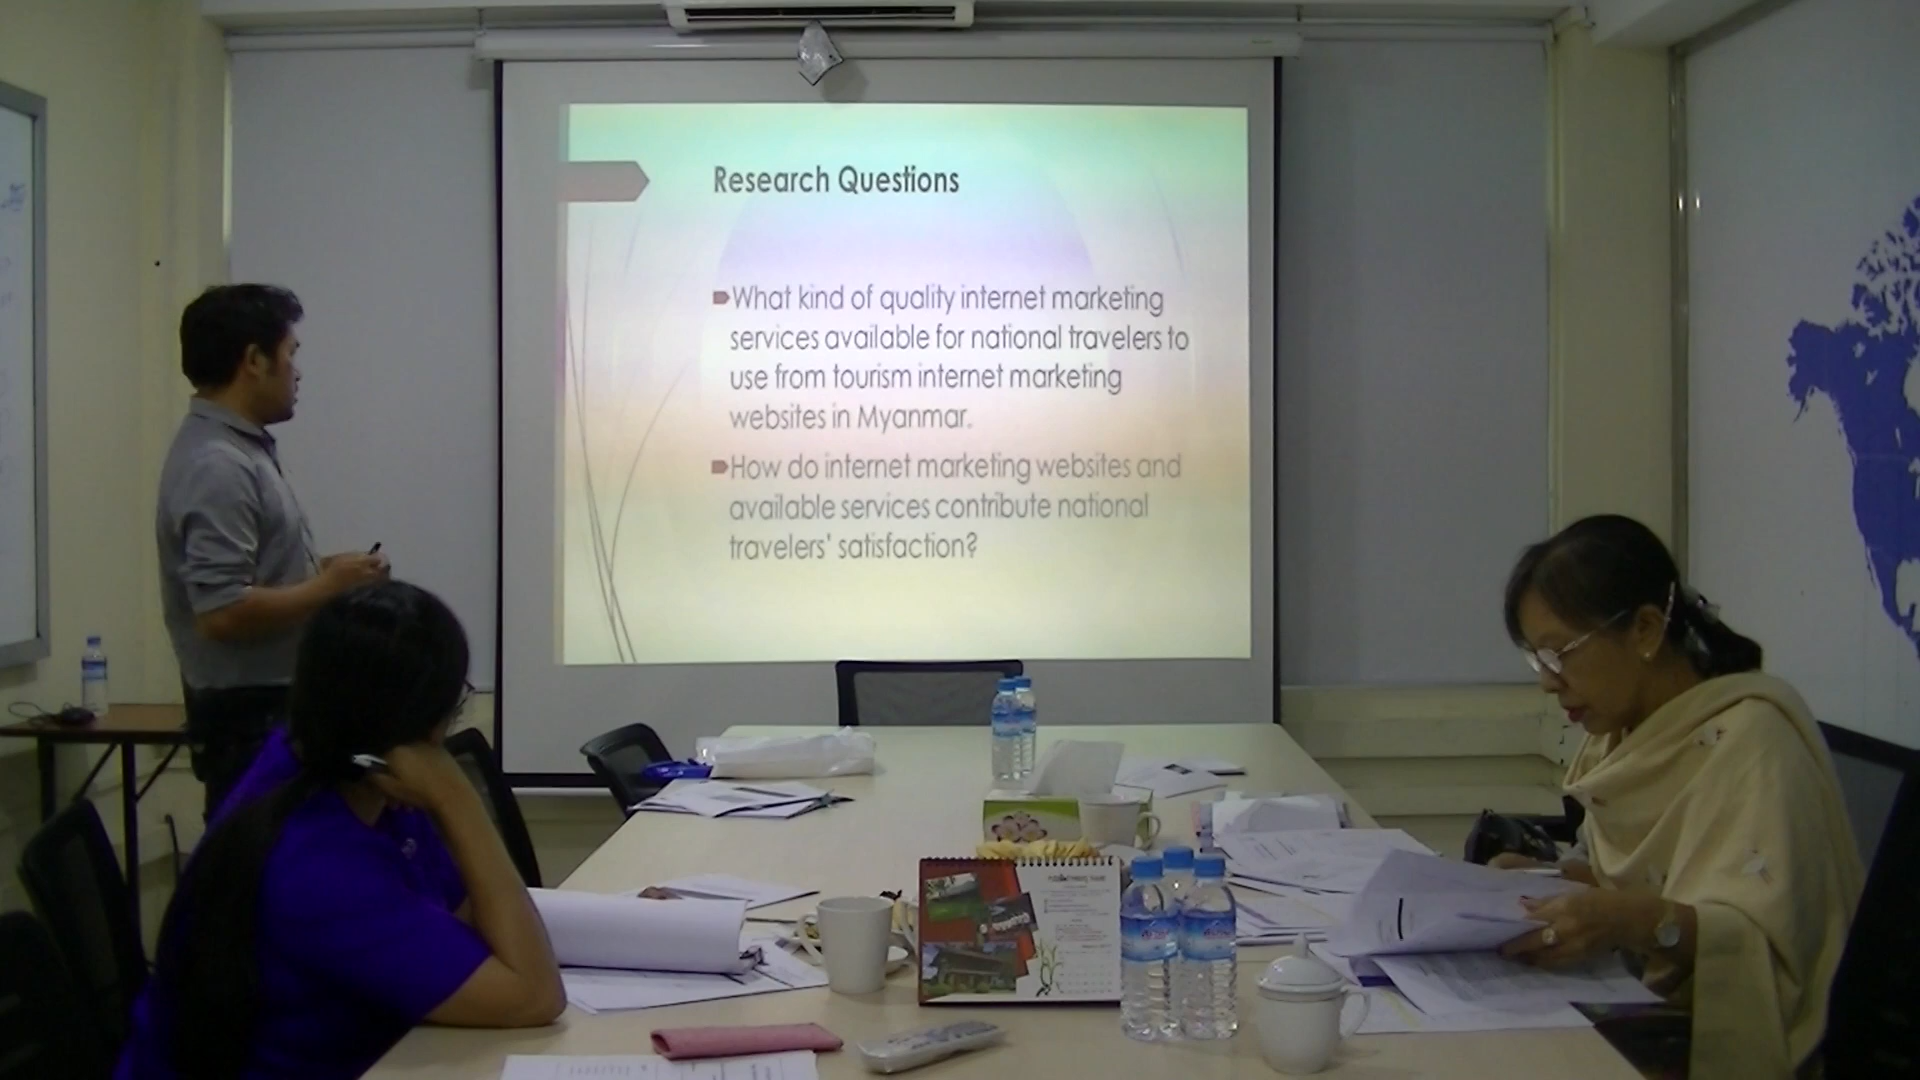 Research Questions
What kind of quality internet marketing
services available for national travelers to
use from tourism internet marketing
websites in Myanmar.
How do internet marketing websites and
available services contribute national
travelers' satisfaction?